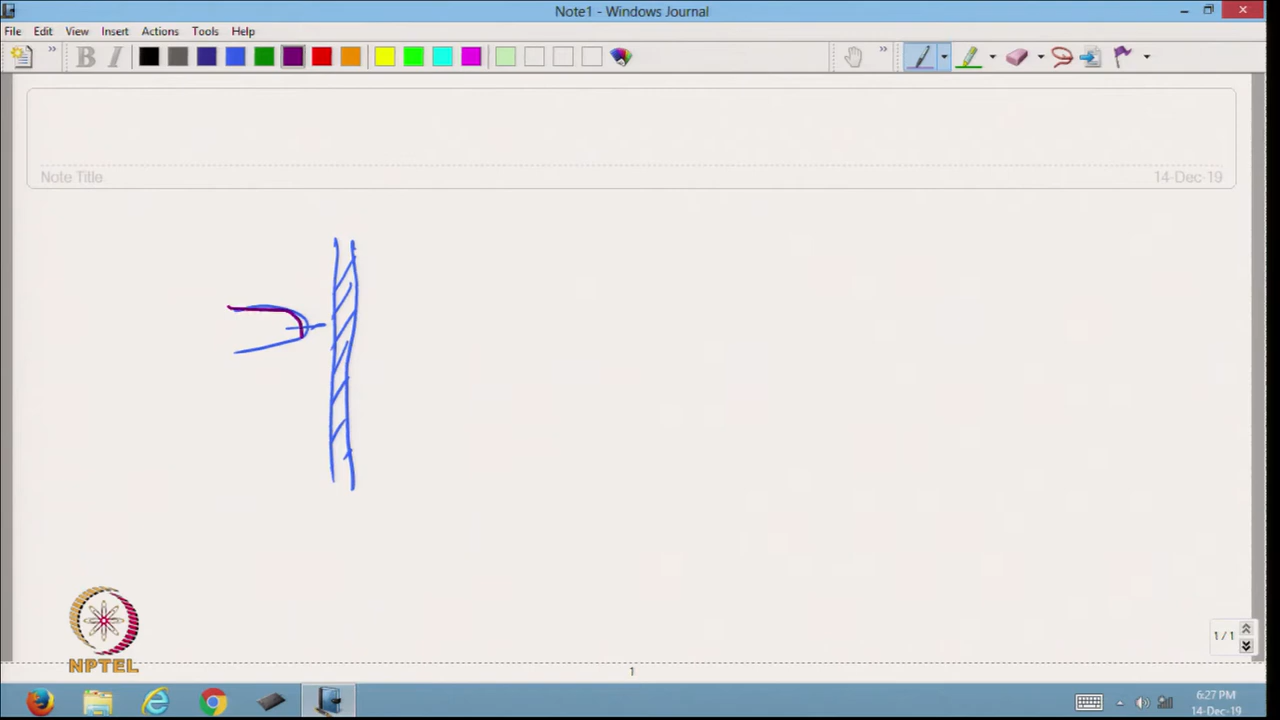 Note1 - Windows Journal
File Edit View Insert Actions Tools Help
B I
Note Title
14-Dec-19
NPTEL
1 / 1
1
6:27 PM
14-Dec-19